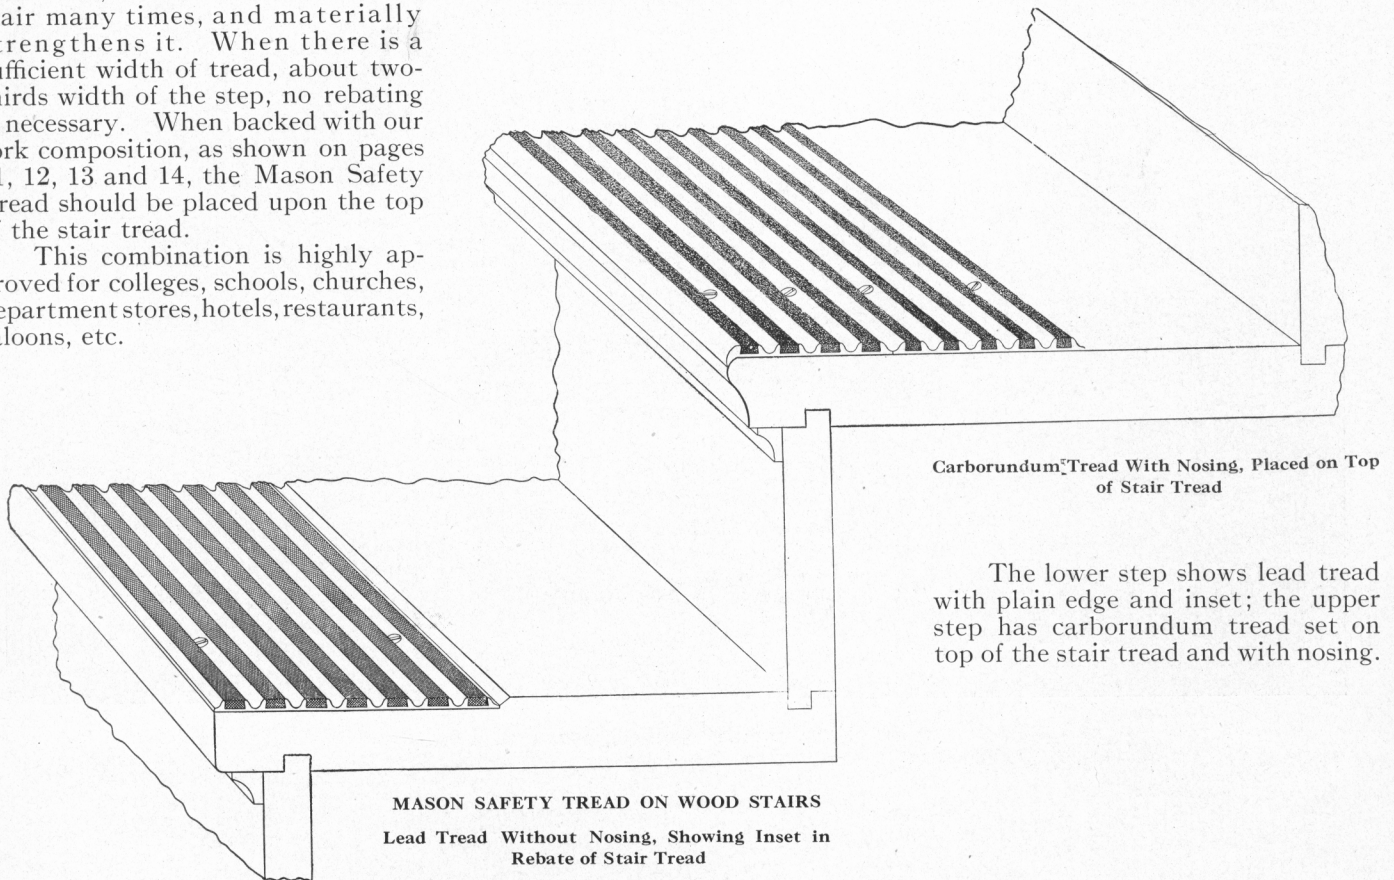 air many times, and materially
trengthens it. When there is a
ufficient width of tread, about two-
hirds width of the step, no rebating
necessary. When backed with our
ork composition, as shown on pages
1, 12, 13 and 14, the Mason Safety
read should be placed upon the top
the stair tread.
This combination is highly ap-
roved for colleges, schools, churches,
epartment stores, hotels, restaurants,
loons, etc.
Carborundum Tread With Nosing, Placed on Top
of Stair Tread
The lower step shows lead tread
with plain edge and inset; the upper
step has carborundum tread set on
top of the stair tread and with nosing.
MASON SAFETY TREAD ON WOOD STAIRS
Lead Tread Without Nosing, Showing Inset in
Rebate of Stair Tread